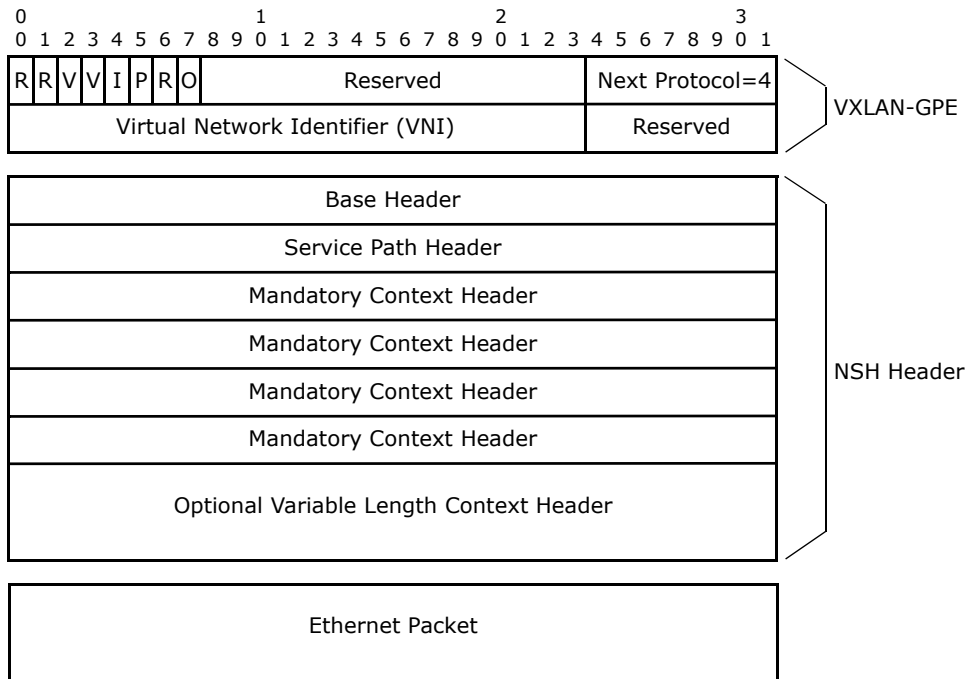 0 1 2 3
0 1 2 3 4 5 6 7 8 9 0 1 2 3 4 5 6 7 8 9 0 1 2 3 4 5 6 7 8 9 0 1
R R V V I P R O Reserved Next Protocol=4
VXLAN-GPE
Virtual Network Identifier (VNI) Reserved
Base Header
Service Path Header
Mandatory Context Header
Mandatory Context Header
NSH Header
Mandatory Context Header
Mandatory Context Header
Optional Variable Length Context Header
Ethernet Packet